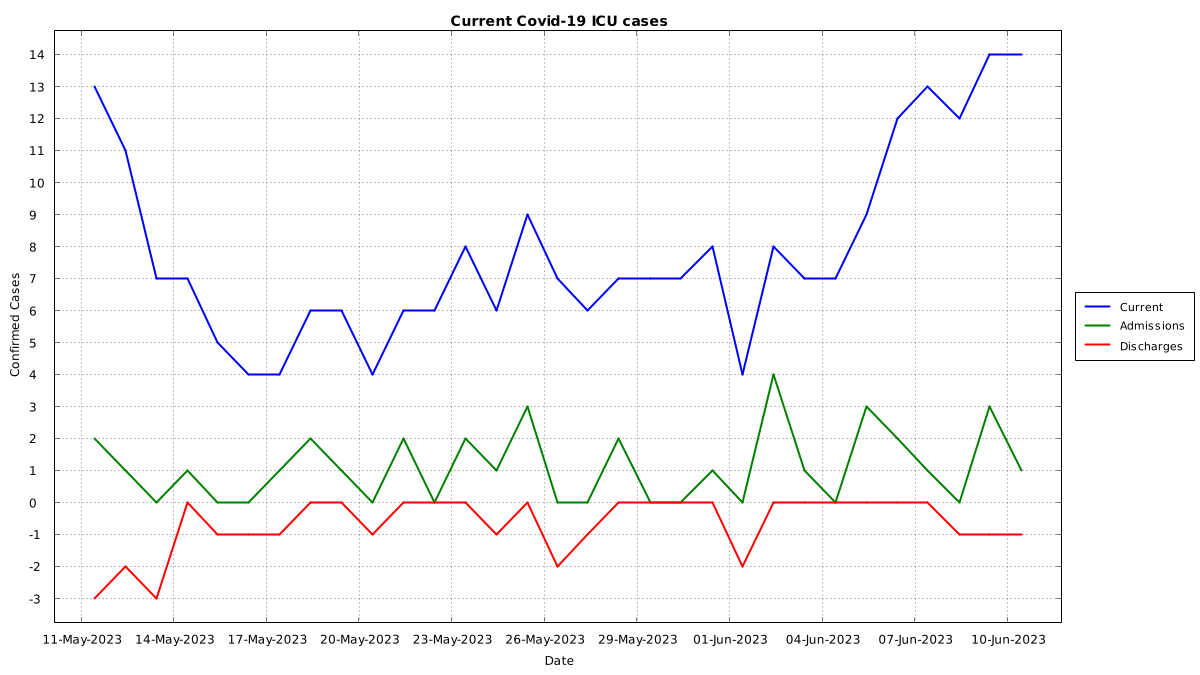 Current Covid-19 ICU cases
14
13
12
11
10
9
8
7
6
5
4
3
2
1
0
-1
-2
-3
Confirmed Cases
11-May-2023 14-May-2023 17-May-2023 20-May-2023 23-May-2023 26-May-2023 29-May-2023 01-Jun-2023 04-Jun-2023 07-Jun-2023 10-Jun-2023
Date
Current
Admissions
Discharges